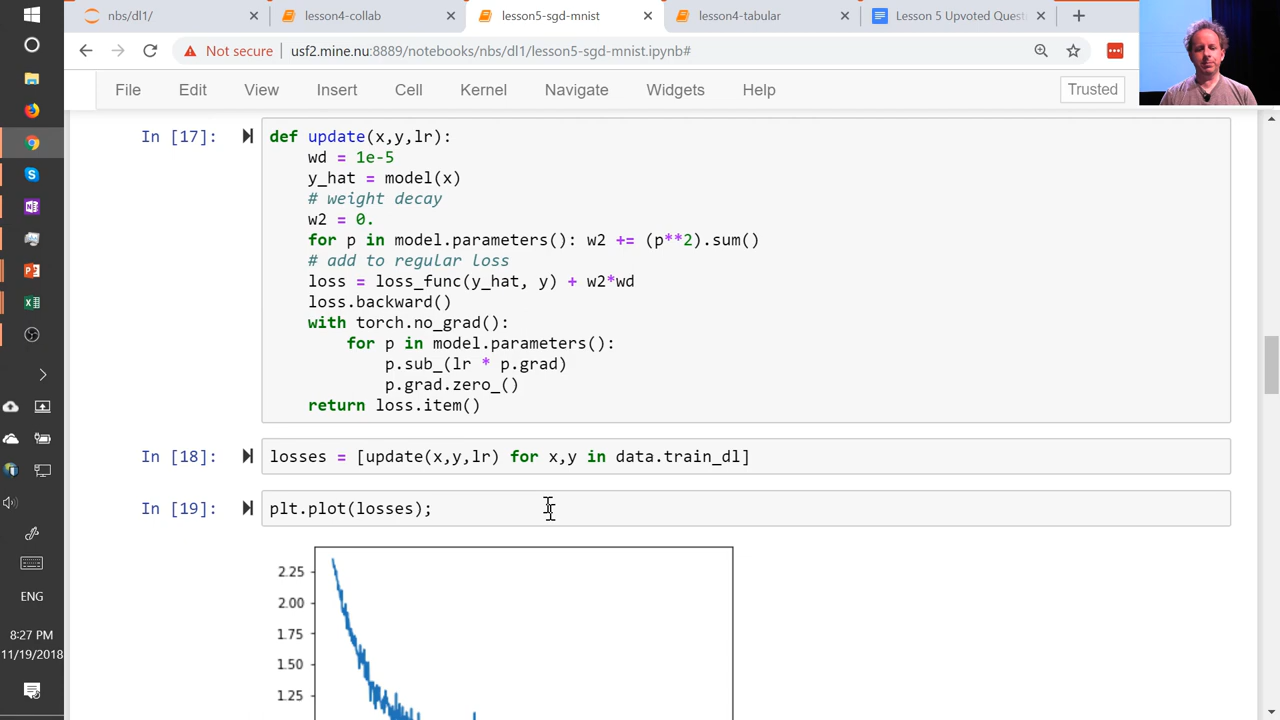 nbs/dl1/
lesson4-collab
lesson5-sgd-mnist
lesson4-tabular
Lesson 5 Upvoted Quest
Not secure
usf2.mine.nu:8889/notebooks/nbs/dl1/lesson5-sgd-mnist.ipynb#
File Edit View Insert Cell Kernel Navigate Widgets Help
Trusted
In [17]:
def update(x,y,lr):
    wd = 1e-5
    y_hat = model(x)
    # weight decay
    w2 = 0.
    for p in model.parameters(): w2 += (p**2).sum()
    # add to regular loss
    loss = loss_func(y_hat, y) + w2*wd
    loss.backward()
    with torch.no_grad():
        for p in model.parameters():
            p.sub_(lr * p.grad)
            p.grad.zero_()
    return loss.item()
In [18]:
losses = [update(x,y,lr) for x,y in data.train_dl]
In [19]:
plt.plot(losses);
2.25
2.00
1.75
1.50
1.25
ENG
8:27 PM
11/19/2018